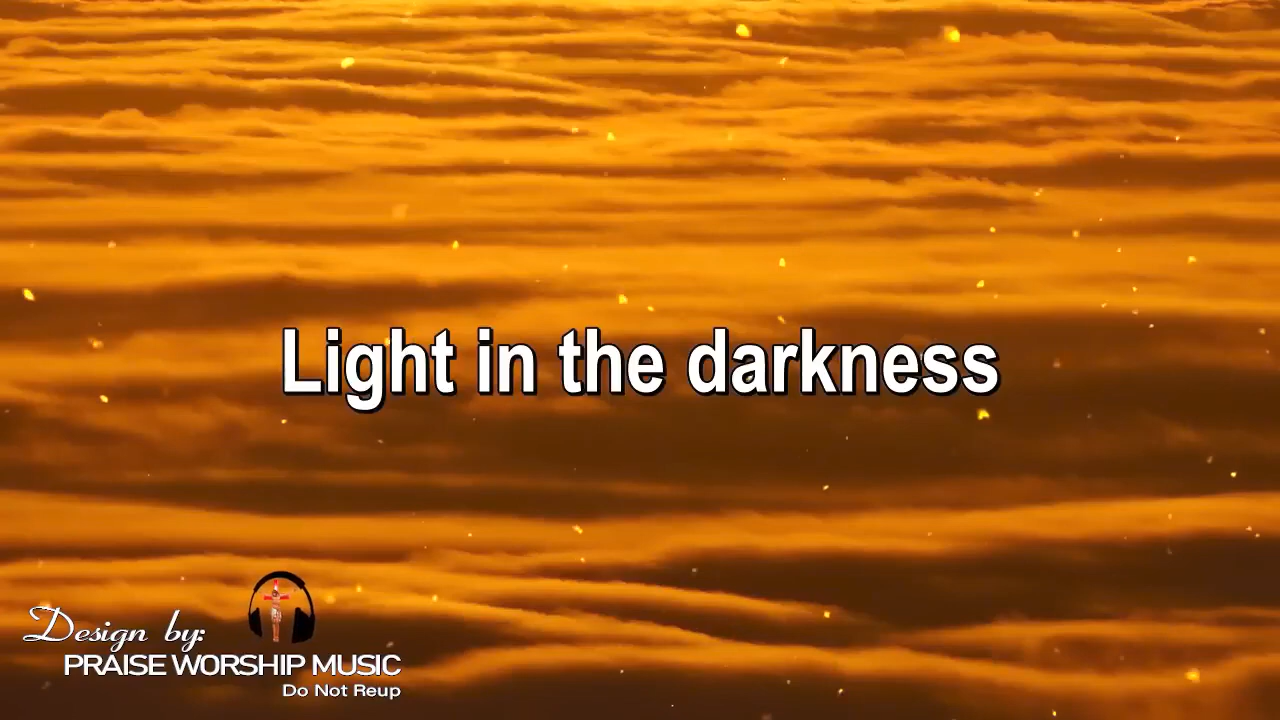 Light in the darkness
Design by:
PRAISE WORSHIP MUSIC
Do Not Reup